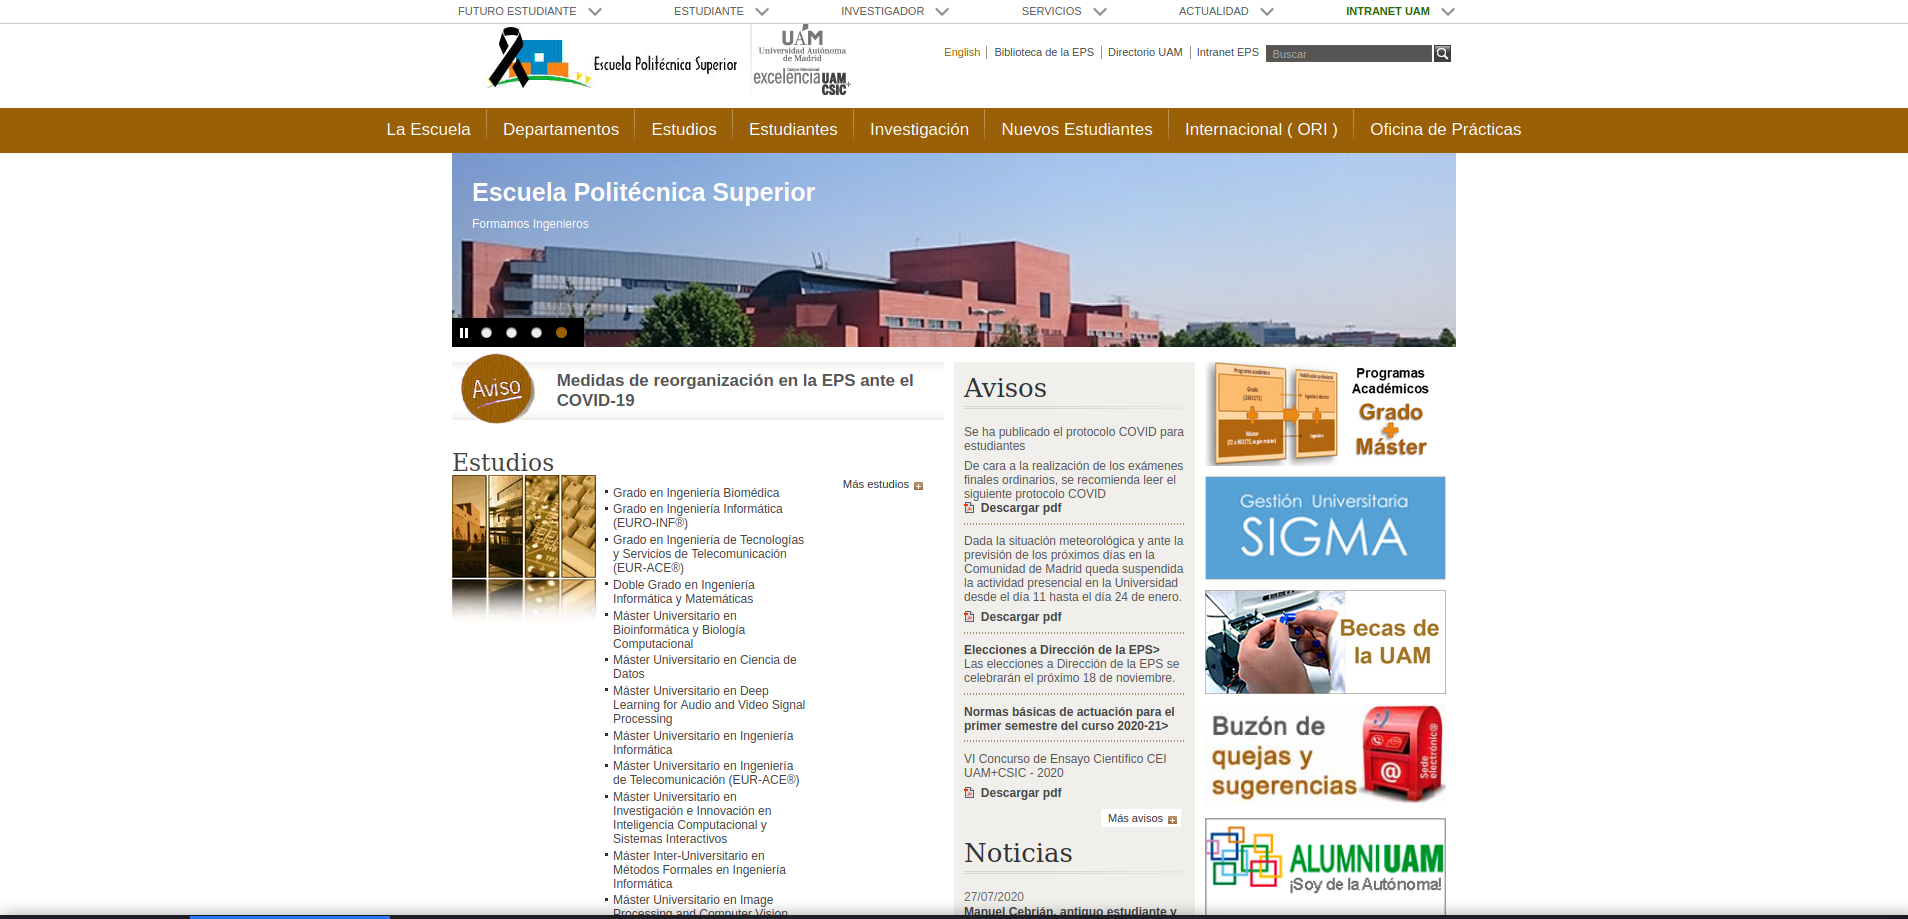 FUTURO ESTUDIANTE
ESTUDIANTE
INVESTIGADOR
SERVICIOS
ACTUALIDAD
INTRANET UAM
Escuela Politécnica Superior
UAM
Universidad Autónoma
de Madrid
Campus Internacional
excelencia UAM
CSIC+
English
Biblioteca de la EPS
Directorio UAM
Intranet EPS
Buscar
La Escuela
Departamentos
Estudios
Estudiantes
Investigación
Nuevos Estudiantes
Internacional ( ORI )
Oficina de Prácticas
Escuela Politécnica Superior
Formamos Ingenieros
Aviso
Medidas de reorganización en la EPS ante el
COVID-19
Estudios
Más estudios
Grado en Ingeniería Biomédica
Grado en Ingeniería Informática
(EURO-INF®)
Grado en Ingeniería de Tecnologías
y Servicios de Telecomunicación
(EUR-ACE®)
Doble Grado en Ingeniería
Informática y Matemáticas
Máster Universitario en
Bioinformática y Biología
Computacional
Máster Universitario en Ciencia de
Datos
Máster Universitario en Deep
Learning for Audio and Video Signal
Processing
Máster Universitario en Ingeniería
Informática
Máster Universitario en Ingeniería
de Telecomunicación (EUR-ACE®)
Máster Universitario en
Investigación e Innovación en
Inteligencia Computacional y
Sistemas Interactivos
Máster Inter-Universitario en
Métodos Formales en Ingeniería
Informática
Máster Universitario en Image
Processing and Computer Vision
Avisos
Se ha publicado el protocolo COVID para
estudiantes
De cara a la realización de los exámenes
finales ordinarios, se recomienda leer el
siguiente protocolo COVID
Descargar pdf
Dada la situación meteorológica y ante la
previsión de los próximos días en la
Comunidad de Madrid queda suspendida
la actividad presencial en la Universidad
desde el día 11 hasta el día 24 de enero.
Descargar pdf
Elecciones a Dirección de la EPS>
Las elecciones a Dirección de la EPS se
celebrarán el próximo 18 de noviembre.
Normas básicas de actuación para el
primer semestre del curso 2020-21>
VI Concurso de Ensayo Científico CEI
UAM+CSIC - 2020
Descargar pdf
Más avisos
Noticias
27/07/2020
Manuel Cebrián, antiguo estudiante y
Programa académico
Grado
Máster
Programas
Académicos
Grado
+
Máster
Gestión Universitaria
SIGMA
Becas de
la UAM
Buzón de
quejas y
sugerencias
@
Sede
electrónic@
ALUMNIUAM
¡Soy de la Autónoma!